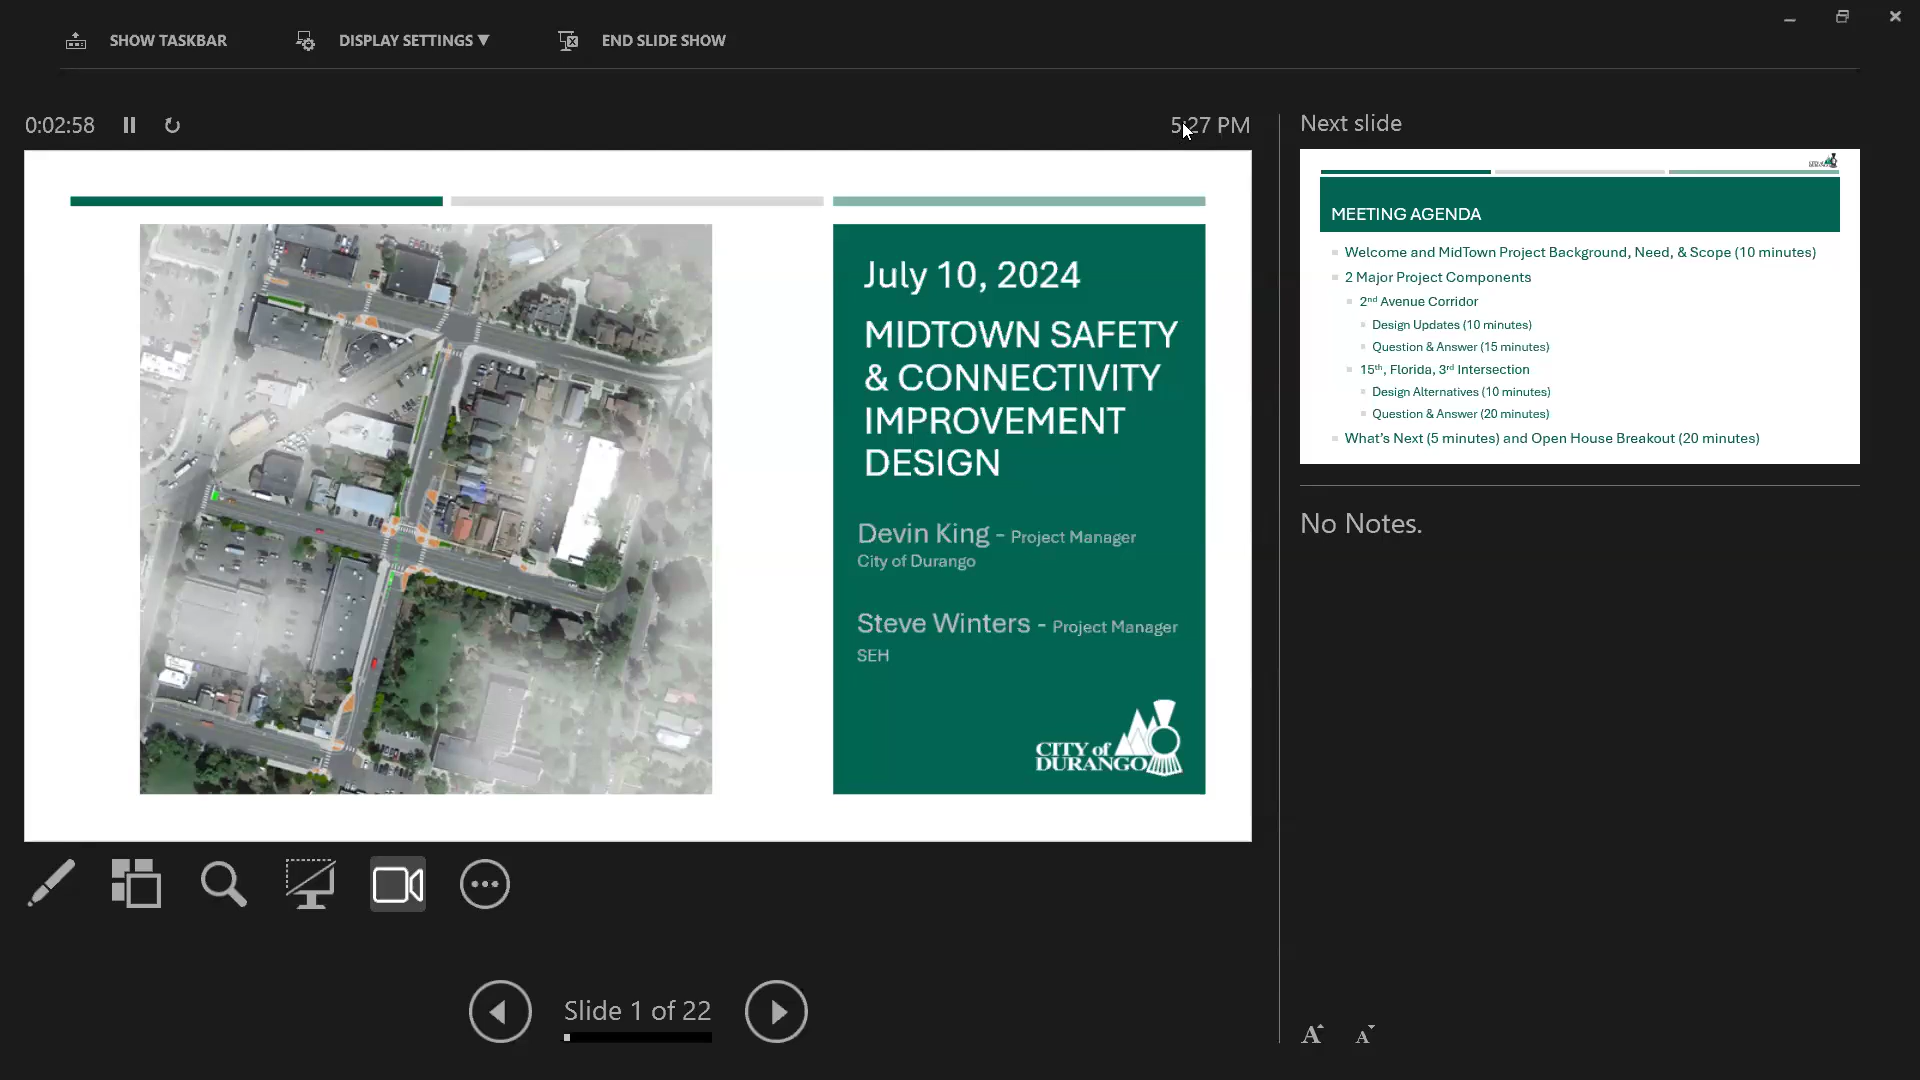 SHOW TASKBAR
DISPLAY SETTINGS ▼
END SLIDE SHOW
0:02:58
5:27 PM
July 10, 2024
MIDTOWN SAFETY
& CONNECTIVITY
IMPROVEMENT
DESIGN
Devin King - Project Manager
City of Durango
Steve Winters - Project Manager
SEH
CITY of
DURANGO
Slide 1 of 22
Next slide
CITY of
DURANGO
MEETING AGENDA
Welcome and MidTown Project Background, Need, & Scope (10 minutes)
2 Major Project Components
2nd Avenue Corridor
Design Updates (10 minutes)
Question & Answer (15 minutes)
15th, Florida, 3rd Intersection
Design Alternatives (10 minutes)
Question & Answer (20 minutes)
What's Next (5 minutes) and Open House Breakout (20 minutes)
No Notes.
A A